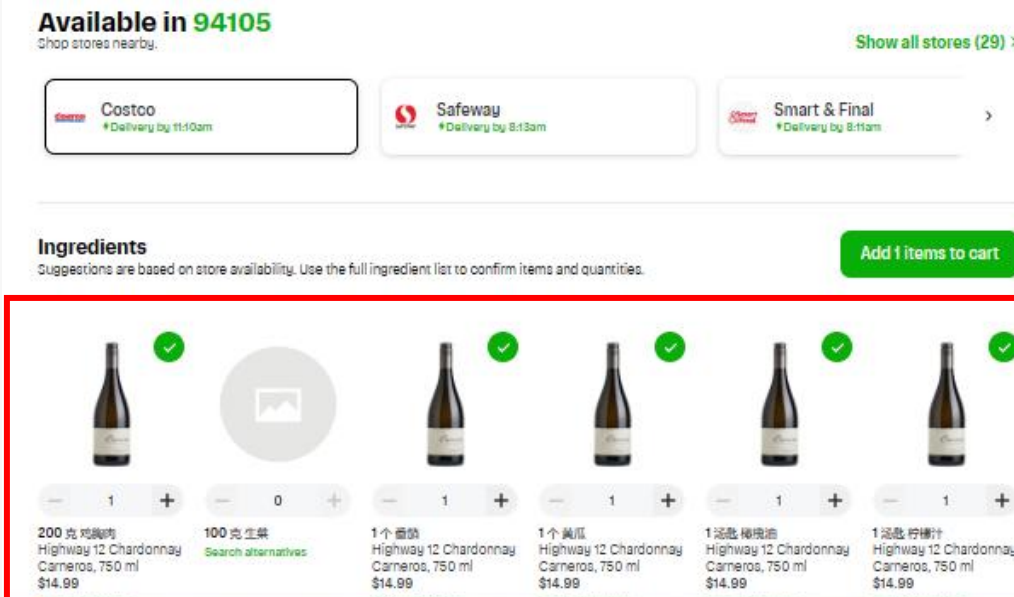 Available in 94105
Shop stores nearby.
Show all stores (29)
Costco
Delivery by 11:10am
Safeway
Delivery by 8:13am
Smart & Final
Delivery by 8:11am
Ingredients
Suggestions are based on store availability. Use the full ingredient list to confirm items and quantities.
Add 1 items to cart
1
0
1
1
1
1
200 克 鸡胸肉
Highway 12 Chardonnay
Carneros, 750 ml
$14.99
100 克 生菜
Search alternatives
1 个 番茄
Highway 12 Chardonnay
Carneros, 750 ml
$14.99
1 个 黄瓜
Highway 12 Chardonnay
Carneros, 750 ml
$14.99
1 汤匙 橄榄油
Highway 12 Chardonnay
Carneros, 750 ml
$14.99
1 汤匙 柠檬汁
Highway 12 Chardonnay
Carneros, 750 ml
$14.99